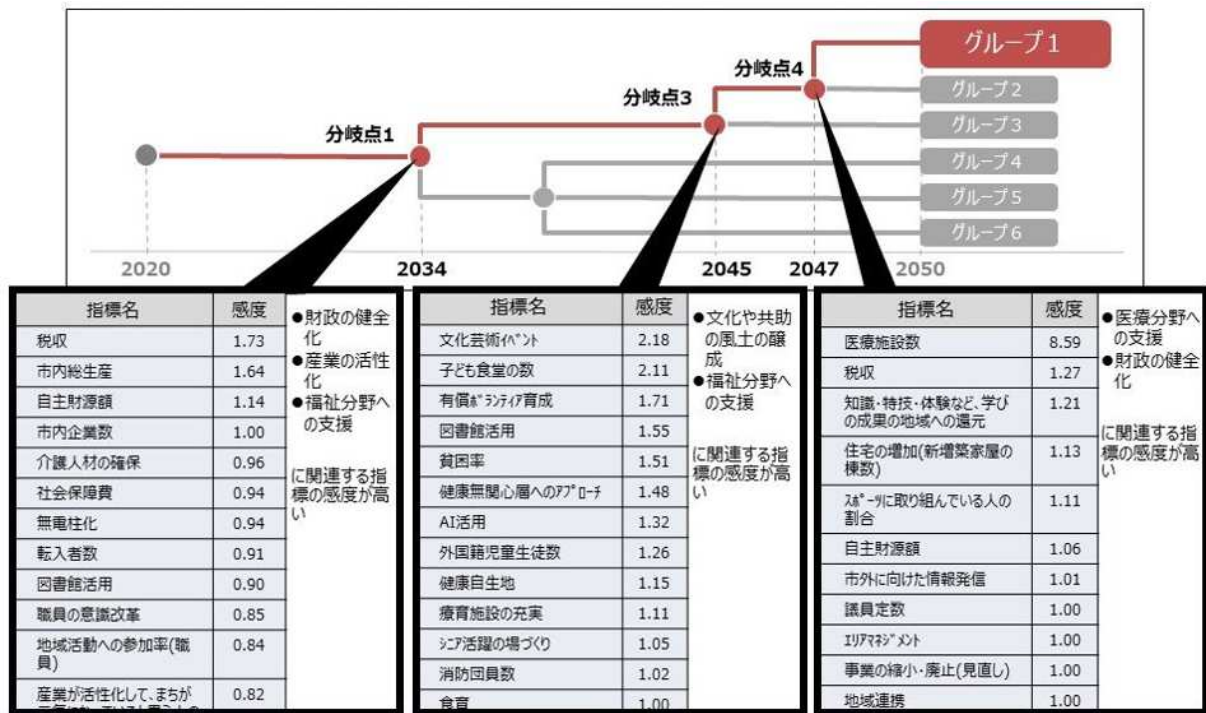 グループ1
分岐点4
グループ2
分岐点3
グループ3
分岐点1
グループ4
グループ5
グループ6
2020
2034
2045
2047
2050
指標名 感度
税収 1.73
市内総生産 1.64
自主財源額 1.14
市内企業数 1.00
介護人材の確保 0.96
社会保障費 0.94
無電柱化 0.94
転入者数 0.91
図書館活用 0.90
職員の意識改革 0.85
地域活動への参加率(職
員) 0.84
産業が活性化して、まちが 0.82
●財政の健全
化
●産業の活性
化
●福祉分野へ
の支援
に関連する指
標の感度が高
い
指標名 感度
文化芸術イベント 2.18
子ども食堂の数 2.11
有償ボランティア育成 1.71
図書館活用 1.55
貧困率 1.51
健康無関心層へのアプローチ 1.48
AI活用 1.32
外国籍児童生徒数 1.26
健康自生地 1.15
療育施設の充実 1.11
シニア活躍の場づくり 1.05
消防団員数 1.02
食育 1.00
●文化や共助
の風土の醸
成
●福祉分野へ
の支援
に関連する指
標の感度が高
い
指標名 感度
医療施設数 8.59
税収 1.27
知識・特技・体験など、学び
の成果の地域への還元 1.21
住宅の増加(新増築家屋の
棟数) 1.13
スポーツに取り組んでいる人の
割合 1.11
自主財源額 1.06
市外に向けた情報発信 1.01
議員定数 1.00
エリアマネジメント 1.00
事業の縮小・廃止(見直し) 1.00
地域連携 1.00
●医療分野へ
の支援
●財政の健全
化
に関連する指
標の感度が高
い